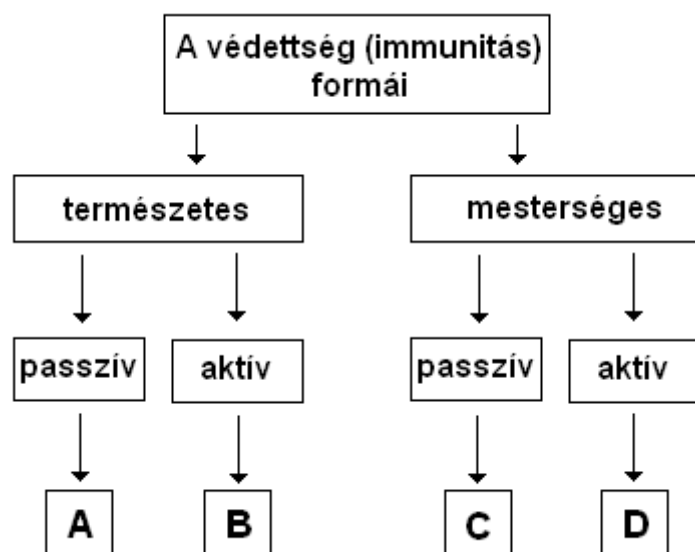 A védettség (immunitás)
formái
természetes
mesterséges
passzív
aktív
passzív
aktív
A
B
C
D